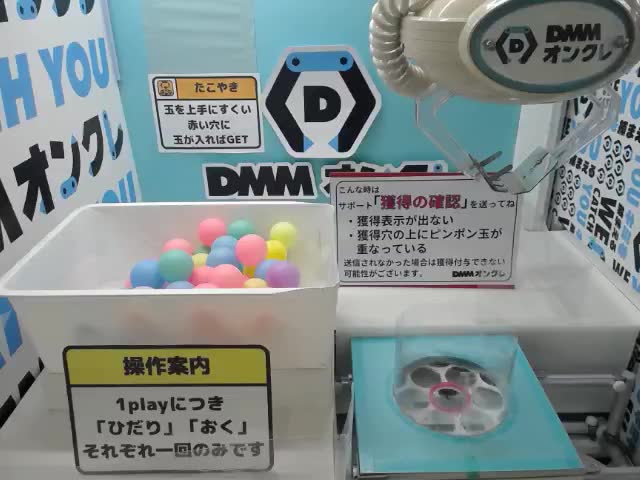 H YOU
オンクレ
DMM
オンクレ
D
たこやき
玉を上手にすくい
赤い穴に
玉が入ればGET
D
DMM オンクレ
こんな時は
サポート「獲得の確認」を送ってね
・獲得表示が出ない
・獲得穴の上にピンポン玉が
重なっている
送信されなかった場合は獲得付与できない
可能性がございます。
DMMオンクレ
操作案内
1playにつき
「ひだり」「おく」
それぞれ一回のみです